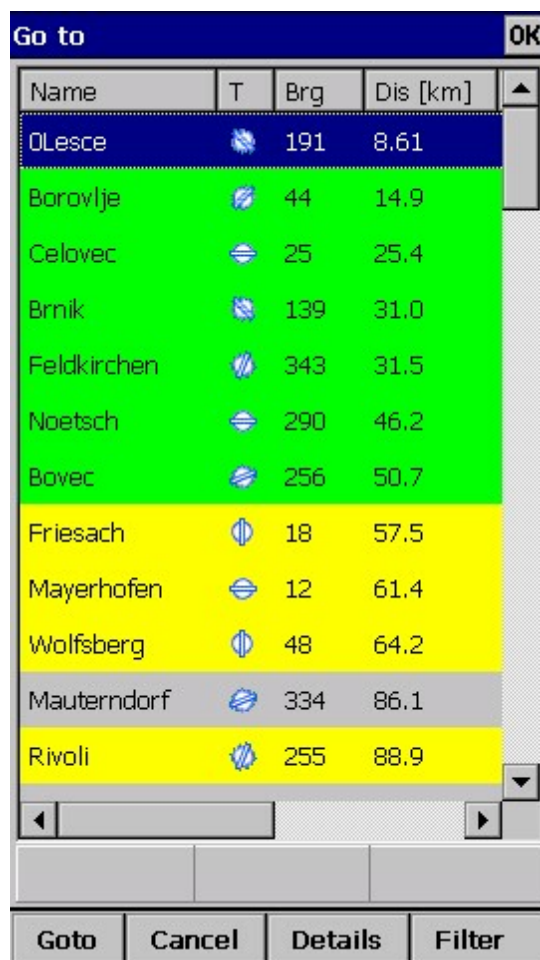 Go to OK
Name T Brg Dis [km]
0Lesce 191 8.61
Borovlje 44 14.9
Celovec 25 25.4
Brnik 139 31.0
Feldkirchen 343 31.5
Noetsch 290 46.2
Bovec 256 50.7
Friesach 18 57.5
Mayerhofen 12 61.4
Wolfsberg 48 64.2
Mauterndorf 334 86.1
Rivoli 255 88.9
Goto Cancel Details Filter